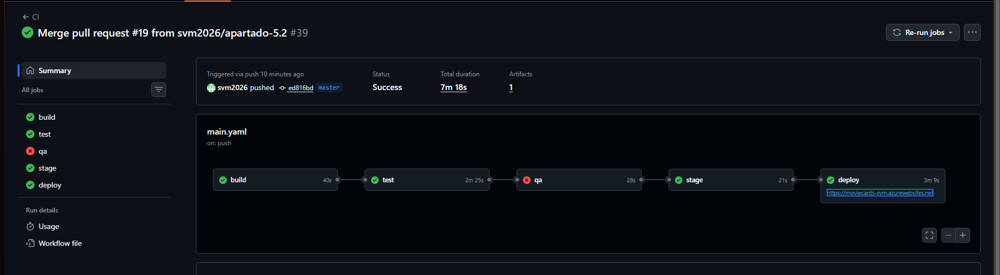 CI
Merge pull request #19 from svm2026/apartado-5.2 #39
Re-run jobs
Summary
All jobs
build
test
qa
stage
deploy
Run details
Usage
Workflow file
Triggered via push 10 minutes ago
svm2026 pushed ed816bd master
Status
Success
Total duration
7m 18s
Artifacts
1
main.yaml
on: push
build 40s
test 2m 25s
qa 28s
stage 21s
deploy 3m 9s
https://moviecards-svm.azurewebsites.net